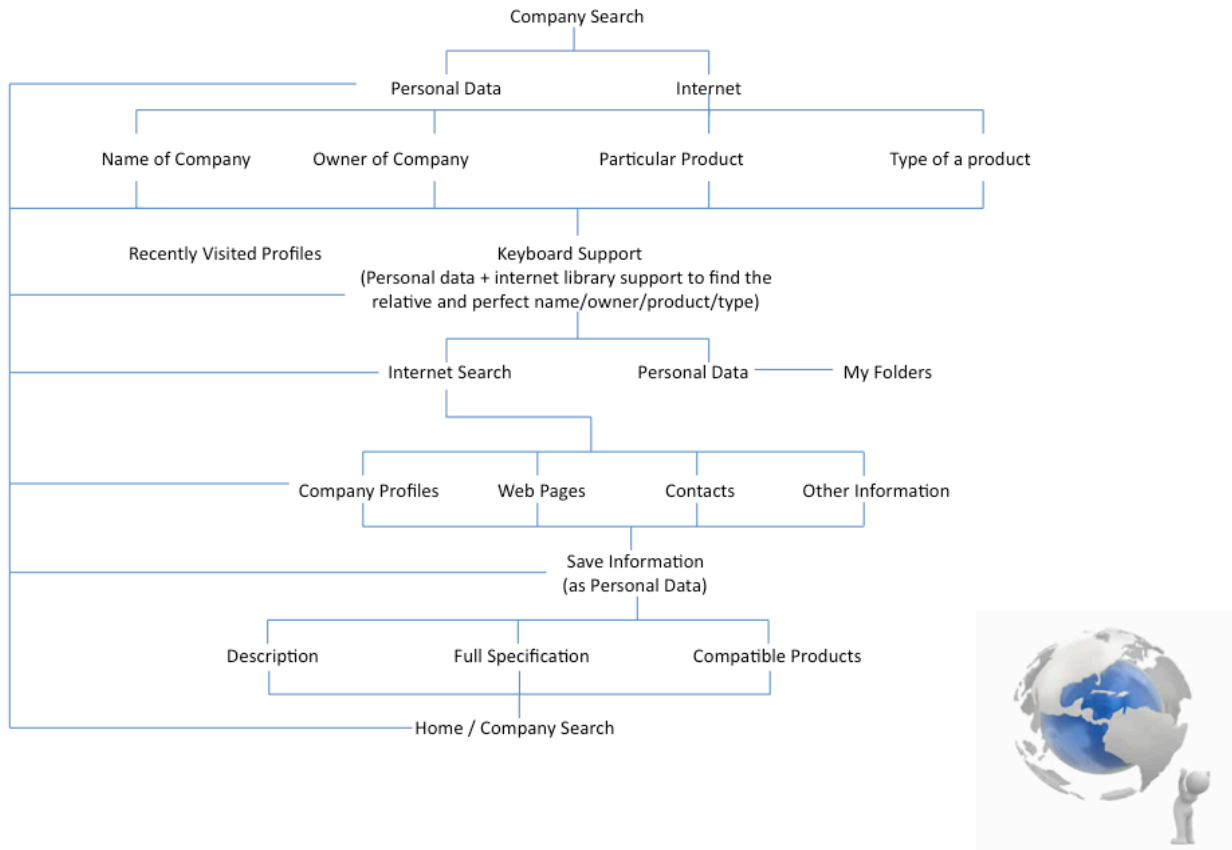 Company Search
Personal Data
Internet
Name of Company
Owner of Company
Particular Product
Type of a product
Recently Visited Profiles
Keyboard Support
(Personal data + internet library support to find the
relative and perfect name/owner/product/type)
Internet Search
Personal Data
My Folders
Company Profiles
Web Pages
Contacts
Other Information
Save Information
(as Personal Data)
Description
Full Specification
Compatible Products
Home / Company Search